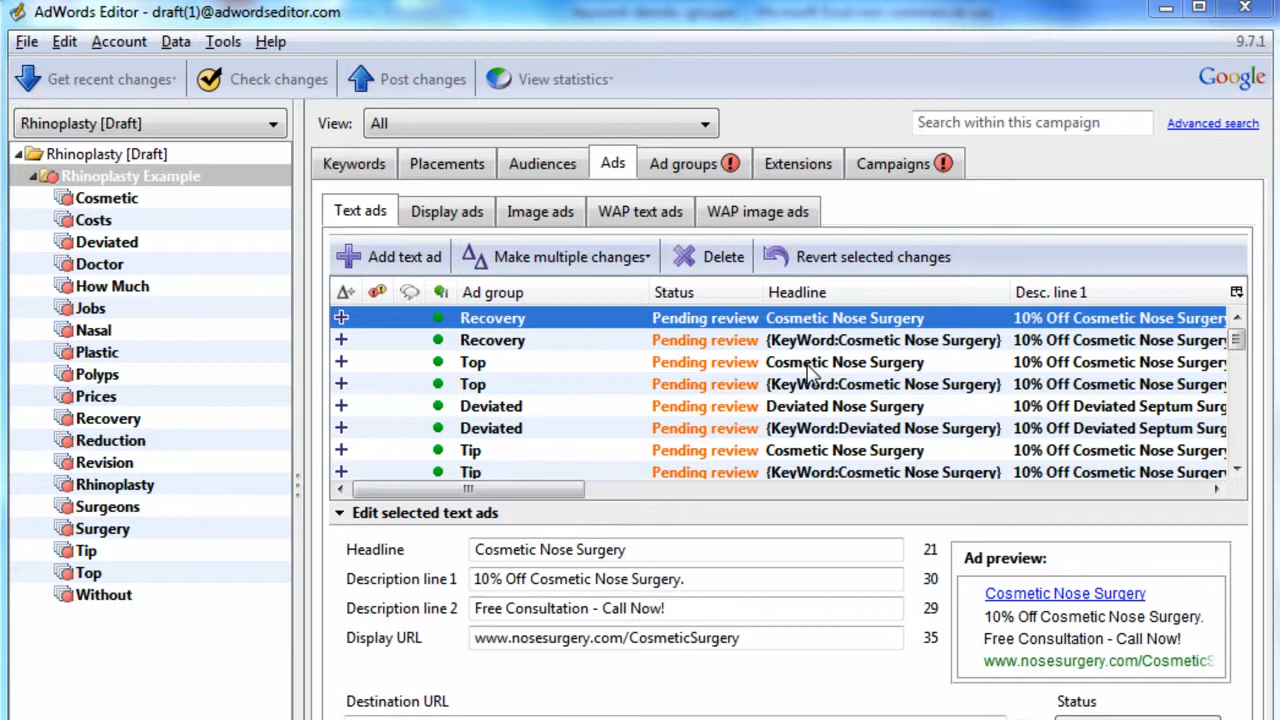 AdWords Editor - draft(1)@adwordseditor.com
File Edit Account Data Tools Help 9.7.1
Get recent changes Check changes Post changes View statistics Google
Rhinoplasty [Draft] View: All Search within this campaign Advanced search
Rhinoplasty [Draft]
Rhinoplasty Example
Cosmetic
Costs
Deviated
Doctor
How Much
Jobs
Nasal
Plastic
Polyps
Prices
Recovery
Reduction
Revision
Rhinoplasty
Surgeons
Surgery
Tip
Top
Without
Keywords Placements Audiences Ads Ad groups Extensions Campaigns
Text ads Display ads Image ads WAP text ads WAP image ads
Add text ad Make multiple changes Delete Revert selected changes
Ad group Status Headline Desc. line 1
Recovery Pending review Cosmetic Nose Surgery 10% Off Cosmetic Nose Surger
Recovery Pending review {KeyWord:Cosmetic Nose Surgery} 10% Off Cosmetic Nose Surger
Top Pending review Cosmetic Nose Surgery 10% Off Cosmetic Nose Surger
Top Pending review {KeyWord:Cosmetic Nose Surgery} 10% Off Cosmetic Nose Surger
Deviated Pending review Deviated Nose Surgery 10% Off Deviated Septum Surg
Deviated Pending review {KeyWord:Deviated Nose Surgery} 10% Off Deviated Septum Surg
Tip Pending review Cosmetic Nose Surgery 10% Off Cosmetic Nose Surger
Tip Pending review {KeyWord:Cosmetic Nose Surgery} 10% Off Cosmetic Nose Surger
Edit selected text ads
Headline Cosmetic Nose Surgery 21
Description line 1 10% Off Cosmetic Nose Surgery. 30
Description line 2 Free Consultation - Call Now! 29
Display URL www.nosesurgery.com/CosmeticSurgery 35
Ad preview:
Cosmetic Nose Surgery
10% Off Cosmetic Nose Surgery.
Free Consultation - Call Now!
www.nosesurgery.com/CosmeticS
Destination URL Status